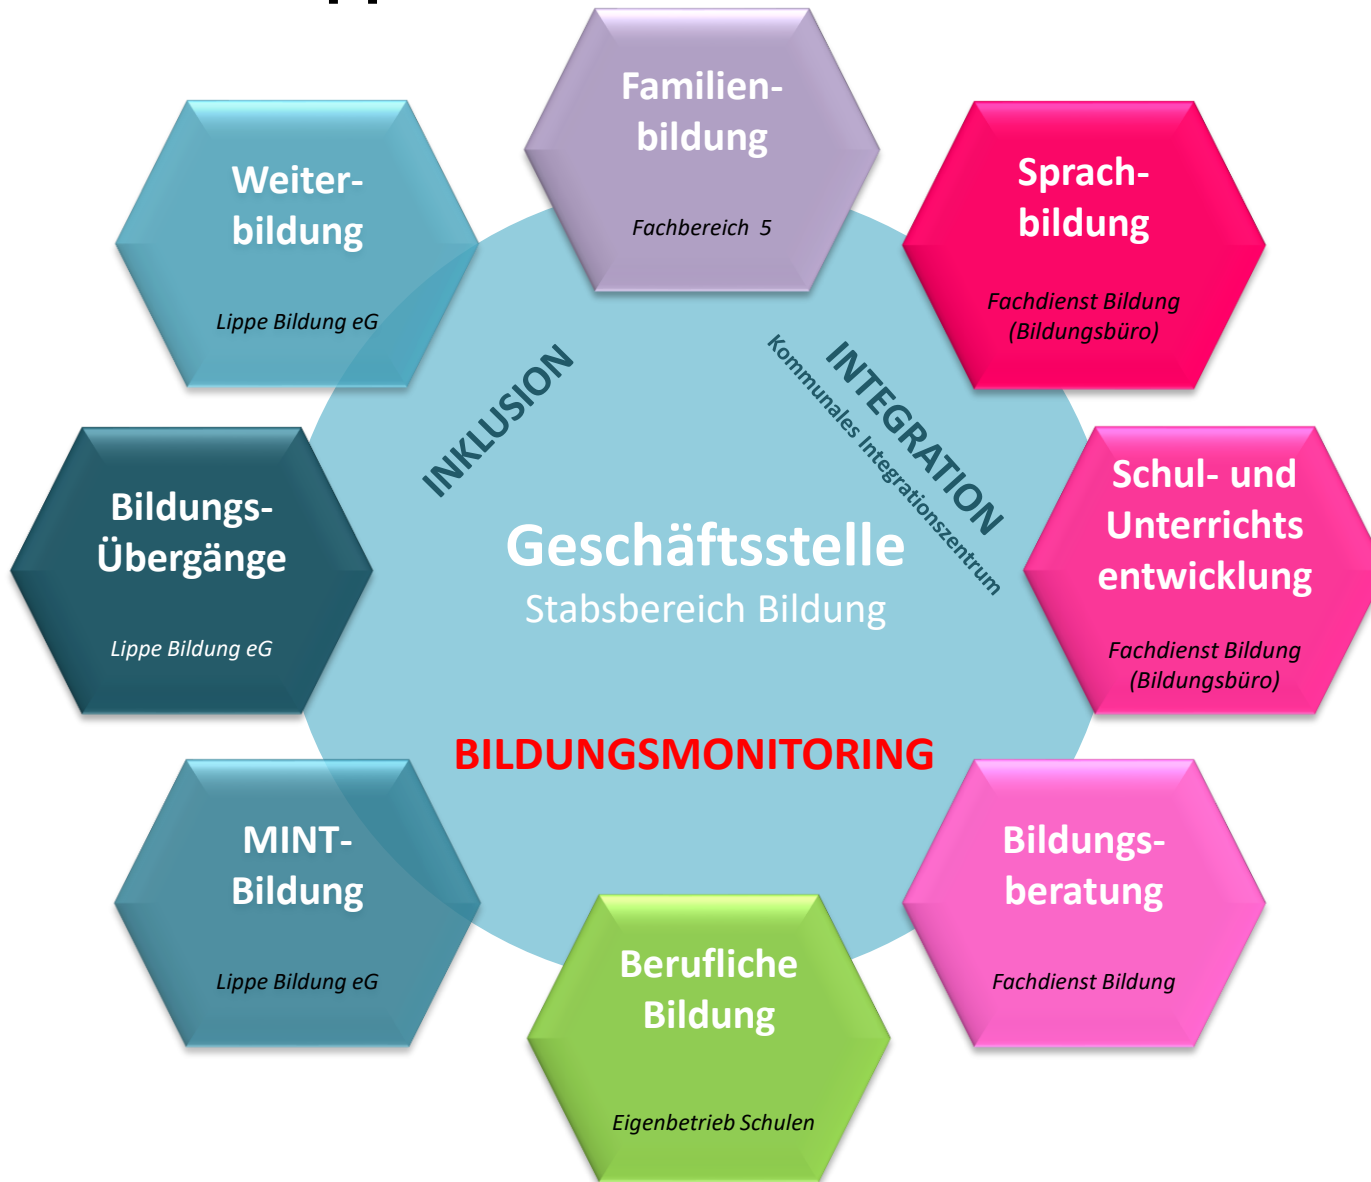 Familien-
bildung
Fachbereich 5
Weiter-
bildung
Lippe Bildung eG
Sprach-
bildung
Fachdienst Bildung
(Bildungsbüro)
INKLUSION
INTEGRATION
Kommunales Integrationszentrum
Bildungs-
Übergänge
Lippe Bildung eG
Geschäftsstelle
Stabsbereich Bildung
Schul- und
Unterrichts
entwicklung
Fachdienst Bildung
(Bildungsbüro)
BILDUNGSMONITORING
MINT-
Bildung
Lippe Bildung eG
Bildungs-
beratung
Fachdienst Bildung
Berufliche
Bildung
Eigenbetrieb Schulen